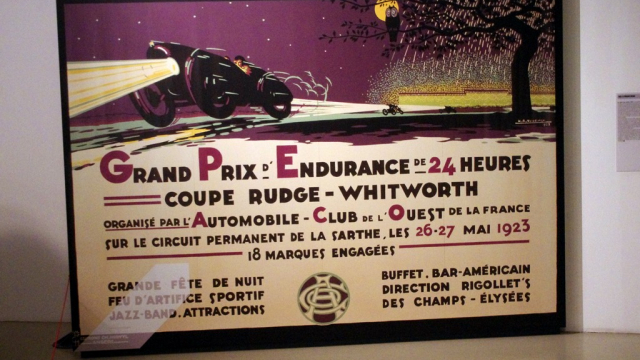 GRAND PRIX D'ENDURANCE DE 24 HEURES
COUPE RUDGE - WHITWORTH
ORGANISÉ PAR L'AUTOMOBILE - CLUB DE L'OUEST DE LA FRANCE
SUR LE CIRCUIT PERMANENT DE LA SARTHE, LES 26-27 MAI 1923
18 MARQUES ENGAGÉES
GRANDE FÊTE DE NUIT
FEU D'ARTIFICE SPORTIF
JAZZ-BAND. ATTRACTIONS
BUFFET. BAR-AMÉRICAIN
DIRECTION RIGOLLET'S
DES CHAMPS - ÉLYSÉES